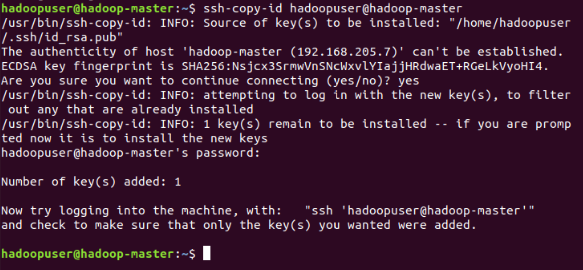 hadoopuser@hadoop-master:~$ ssh-copy-id hadoopuser@hadoop-master
/usr/bin/ssh-copy-id: INFO: Source of key(s) to be installed: "/home/hadoopuser
/.ssh/id_rsa.pub"
The authenticity of host 'hadoop-master (192.168.205.7)' can't be established.
ECDSA key fingerprint is SHA256:Nsjcx3SrmwVnSNcWxvlYIajjHRdwaET+RGeLkVyoHI4.
Are you sure you want to continue connecting (yes/no)? yes
/usr/bin/ssh-copy-id: INFO: attempting to log in with the new key(s), to filter
out any that are already installed
/usr/bin/ssh-copy-id: INFO: 1 key(s) remain to be installed -- if you are promp
ted now it is to install the new keys
hadoopuser@hadoop-master's password:
Number of key(s) added: 1
Now try logging into the machine, with:   "ssh 'hadoopuser@hadoop-master'"
and check to make sure that only the key(s) you wanted were added.
hadoopuser@hadoop-master:~$